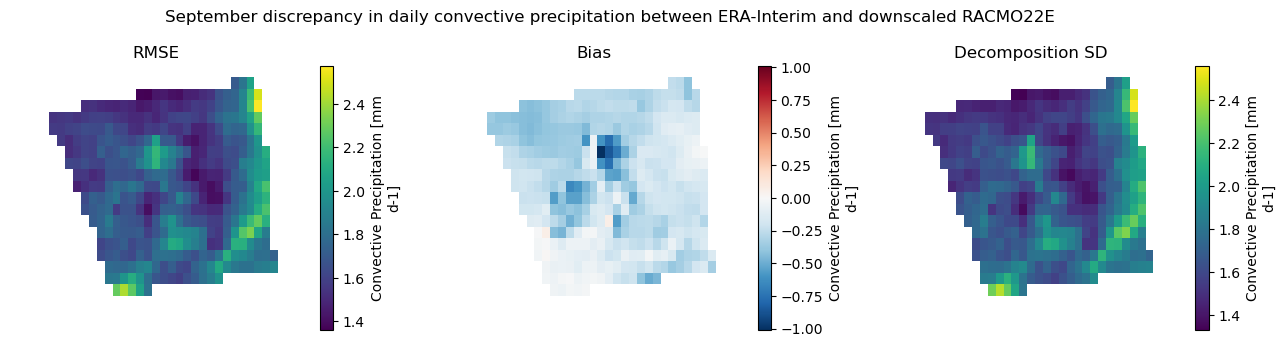 September discrepancy in daily convective precipitation between ERA-Interim and downscaled RACMO22E
RMSE
2.4
2.2
2.0
1.8
1.6
1.4
Convective Precipitation [mm
d-1]
Bias
1.00
0.75
0.50
0.25
0.00
−0.25
−0.50
−0.75
−1.00
Convective Precipitation [mm
d-1]
Decomposition SD
2.4
2.2
2.0
1.8
1.6
1.4
Convective Precipitation [mm
d-1]